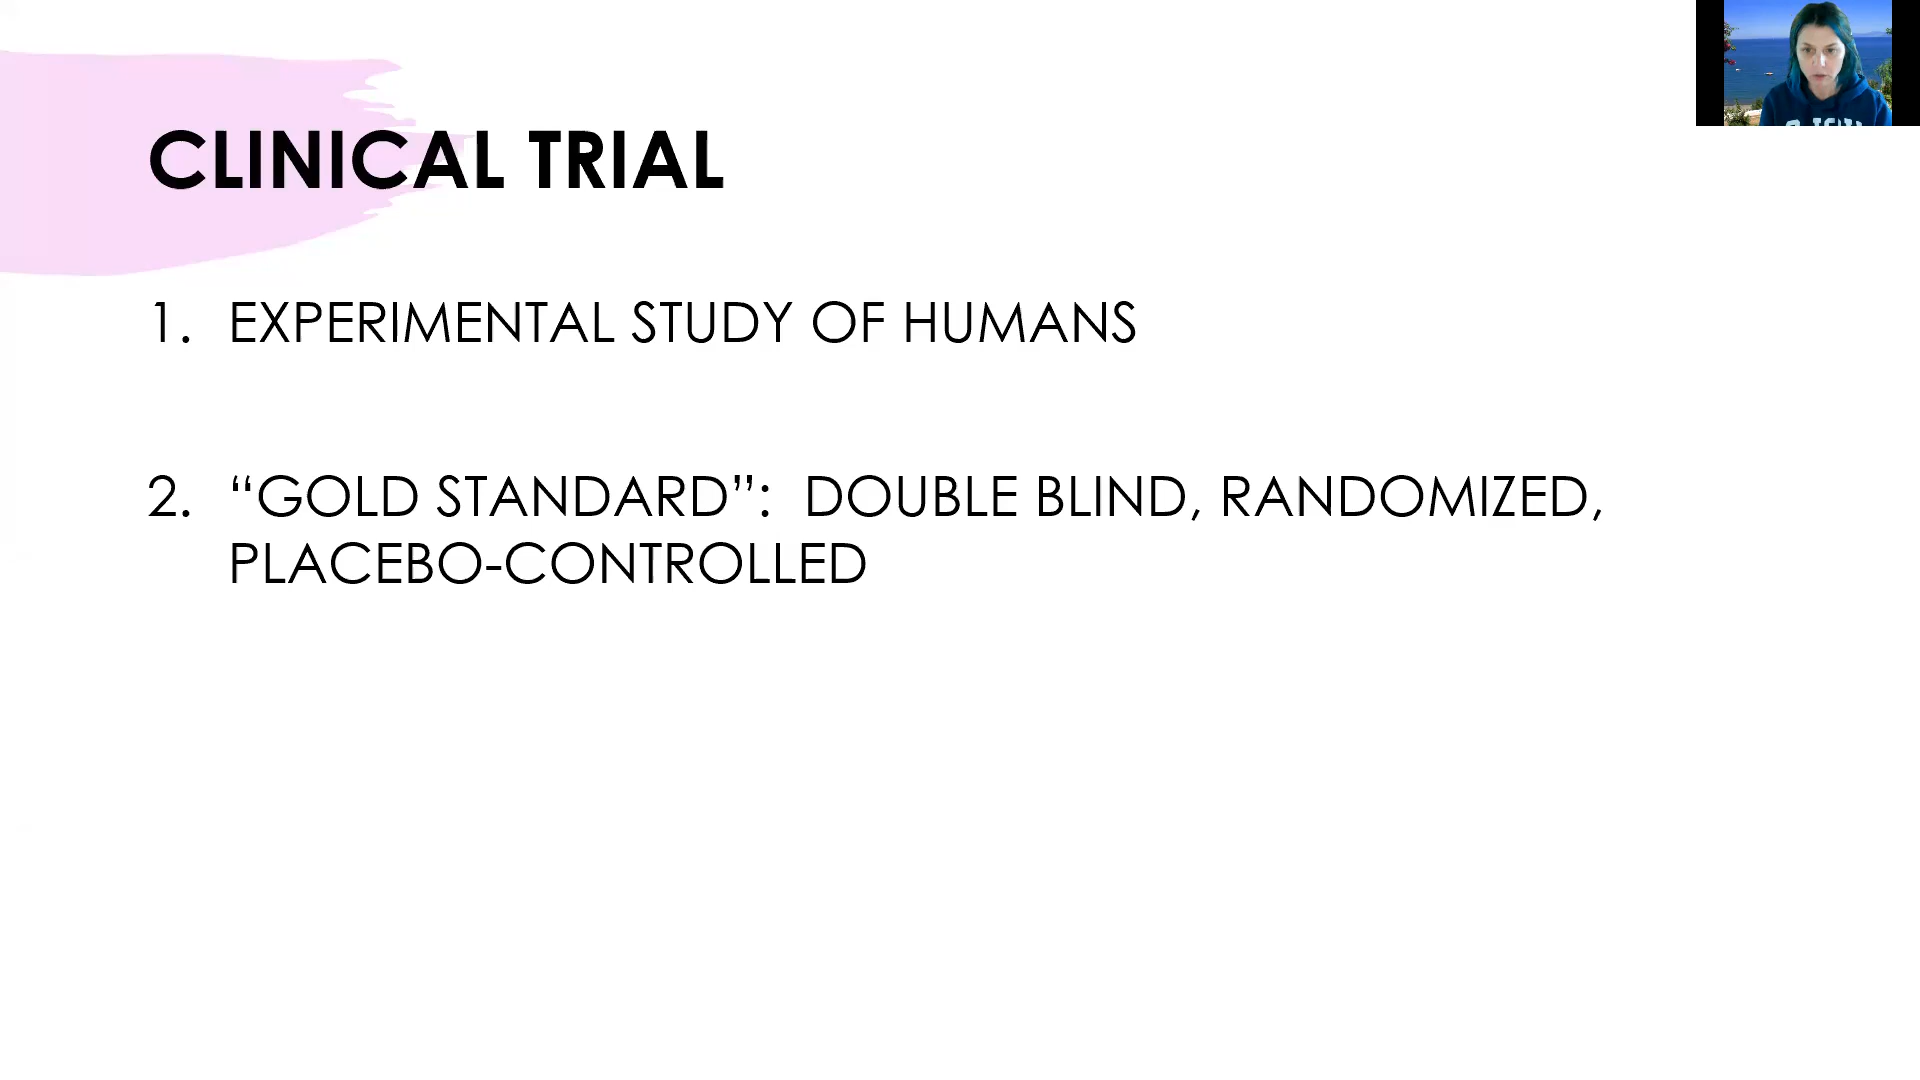 CLINICAL TRIAL
1. EXPERIMENTAL STUDY OF HUMANS
2. “GOLD STANDARD”: DOUBLE BLIND, RANDOMIZED,
PLACEBO-CONTROLLED